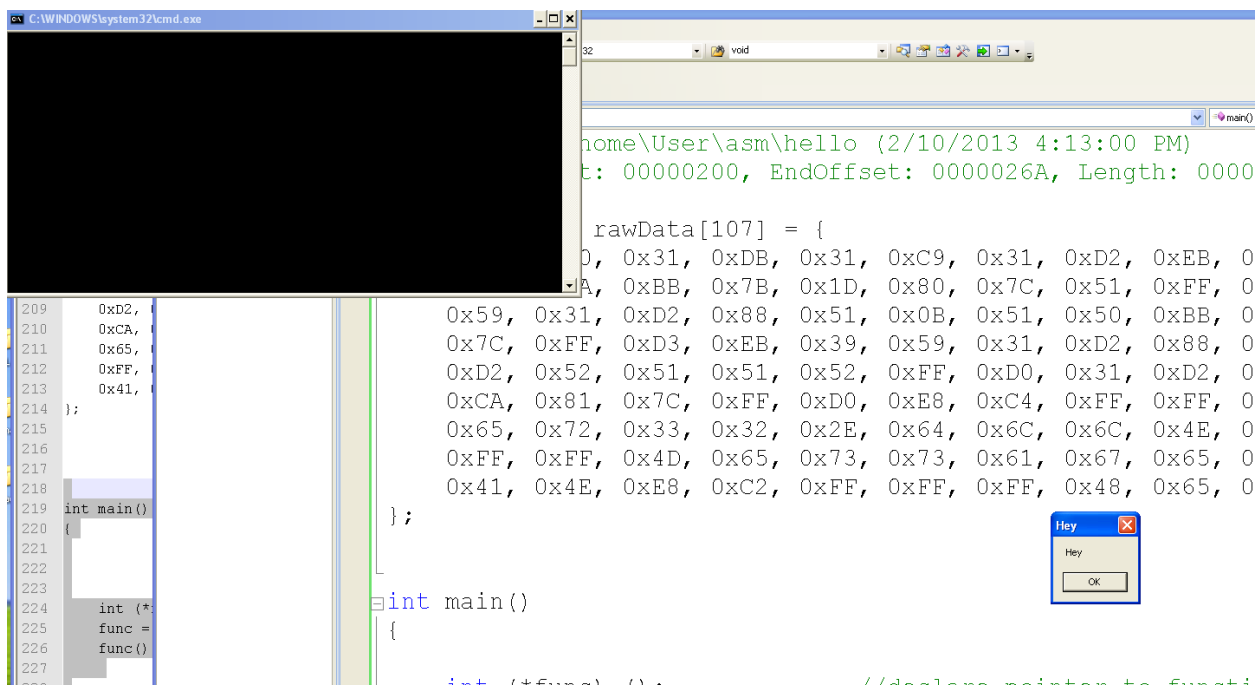 C:\WINDOWS\system32\cmd.exe
32 void
main()
home\User\asm\hello (2/10/2013 4:13:00 PM)
t: 00000200, EndOffset: 0000026A, Length: 0000
rawData[107] = {
0, 0x31, 0xDB, 0x31, 0xC9, 0x31, 0xD2, 0xEB, 0
A, 0xBB, 0x7B, 0x1D, 0x80, 0x7C, 0x51, 0xFF, 0
0x59, 0x31, 0xD2, 0x88, 0x51, 0x0B, 0x51, 0x50, 0xBB, 0
0x7C, 0xFF, 0xD3, 0xEB, 0x39, 0x59, 0x31, 0xD2, 0x88, 0
0xD2, 0x52, 0x51, 0x51, 0x52, 0xFF, 0xD0, 0x31, 0xD2, 0
0xCA, 0x81, 0x7C, 0xFF, 0xD0, 0xE8, 0xC4, 0xFF, 0xFF, 0
0x65, 0x72, 0x33, 0x32, 0x2E, 0x64, 0x6C, 0x6C, 0x4E, 0
0xFF, 0xFF, 0x4D, 0x65, 0x73, 0x73, 0x61, 0x67, 0x65, 0
0x41, 0x4E, 0xE8, 0xC2, 0xFF, 0xFF, 0xFF, 0x48, 0x65, 0
};
int main()
{
int (*func) (); //declare pointer to functi
209 0xD2,
210 0xCA,
211 0x65,
212 0xFF,
213 0x41,
214 };
215
216
217
218
219 int main()
220 {
221
222
223
224 int (*
225 func =
226 func()
227
Hey
Hey
OK